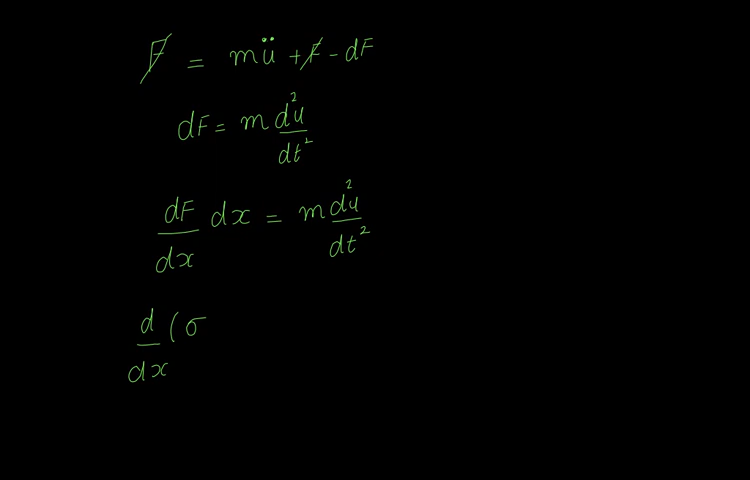 F = mü + F - dF
dF = m d²u/dt²
dF/dx dx = m d²u/dt²
d/dx (σ